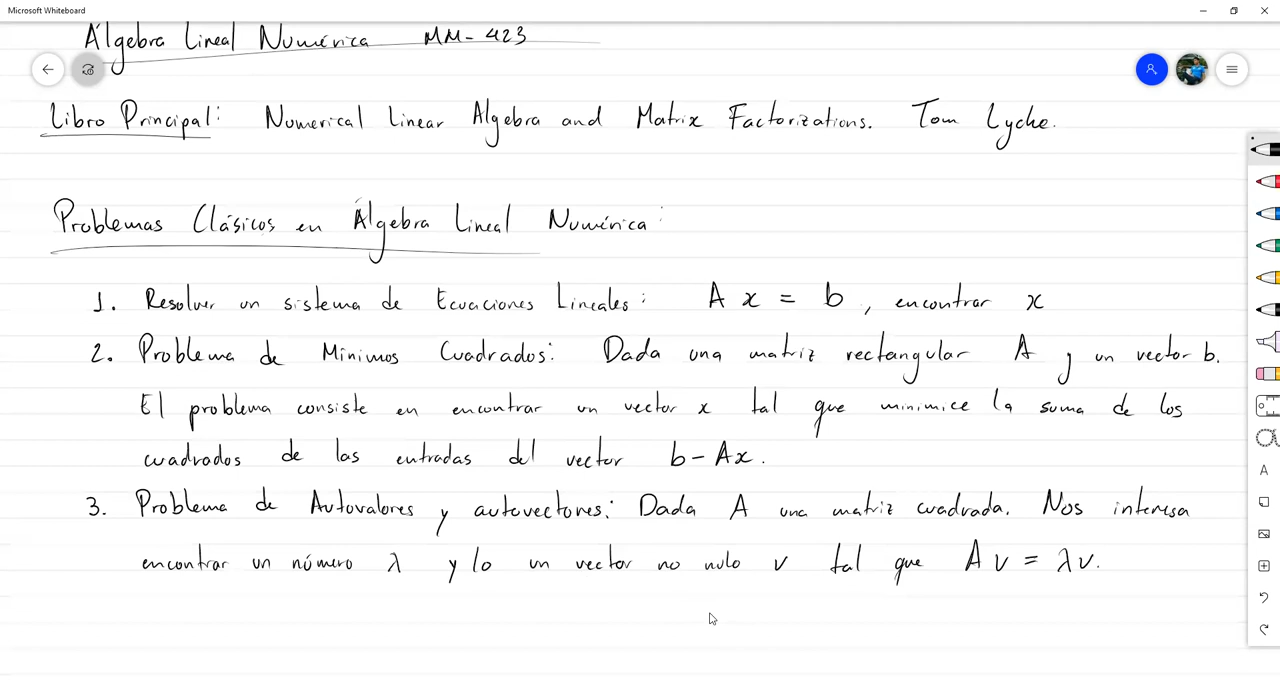 Microsoft Whiteboard
Álgebra Lineal Numérica MM-423
Libro Principal: Numerical Linear Algebra and Matrix Factorizations. Tom Lyche.
Problemas Clásicos en Álgebra Lineal Numérica:
1. Resolver un sistema de Ecuaciones Lineales: A x = b , encontrar x
2. Problema de Mínimos Cuadrados: Dada una matriz rectangular A y un vector b.
El problema consiste en encontrar un vector x tal que minimice la suma de los
cuadrados de las entradas del vector b - Ax.
3. Problema de Autovalores y autovectores: Dada A una matriz cuadrada. Nos interesa
encontrar un número λ y/o un vector no nulo v tal que A v = λv.
A